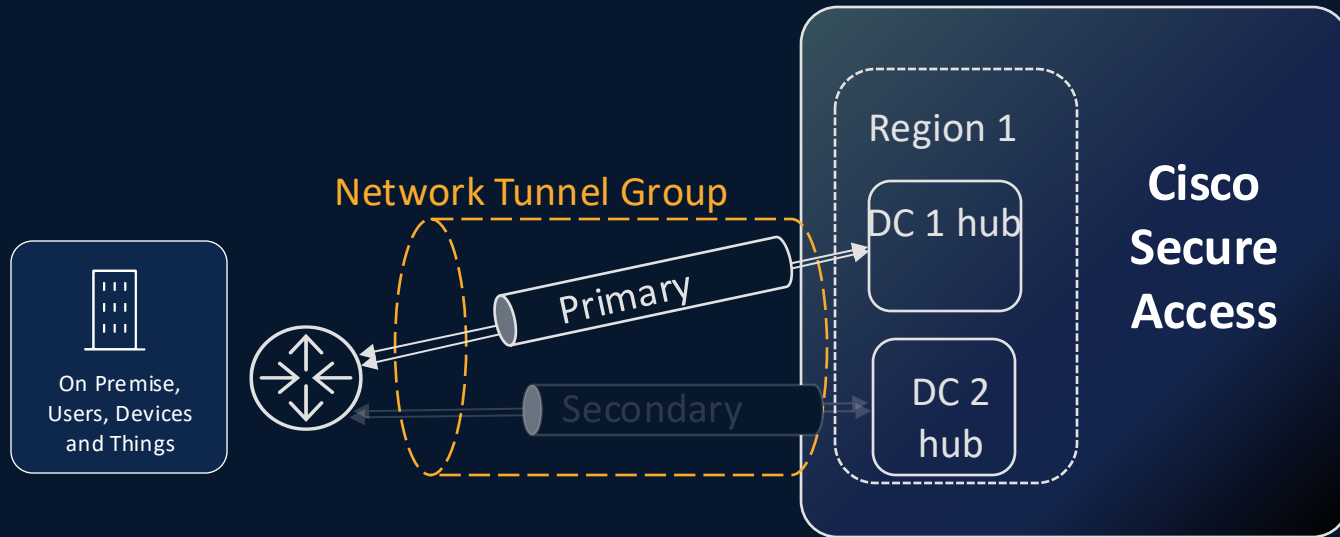 Network Tunnel Group
On Premise,
Users, Devices
and Things
Primary
Secondary
Region 1
DC 1 hub
DC 2
hub
Cisco
Secure
Access